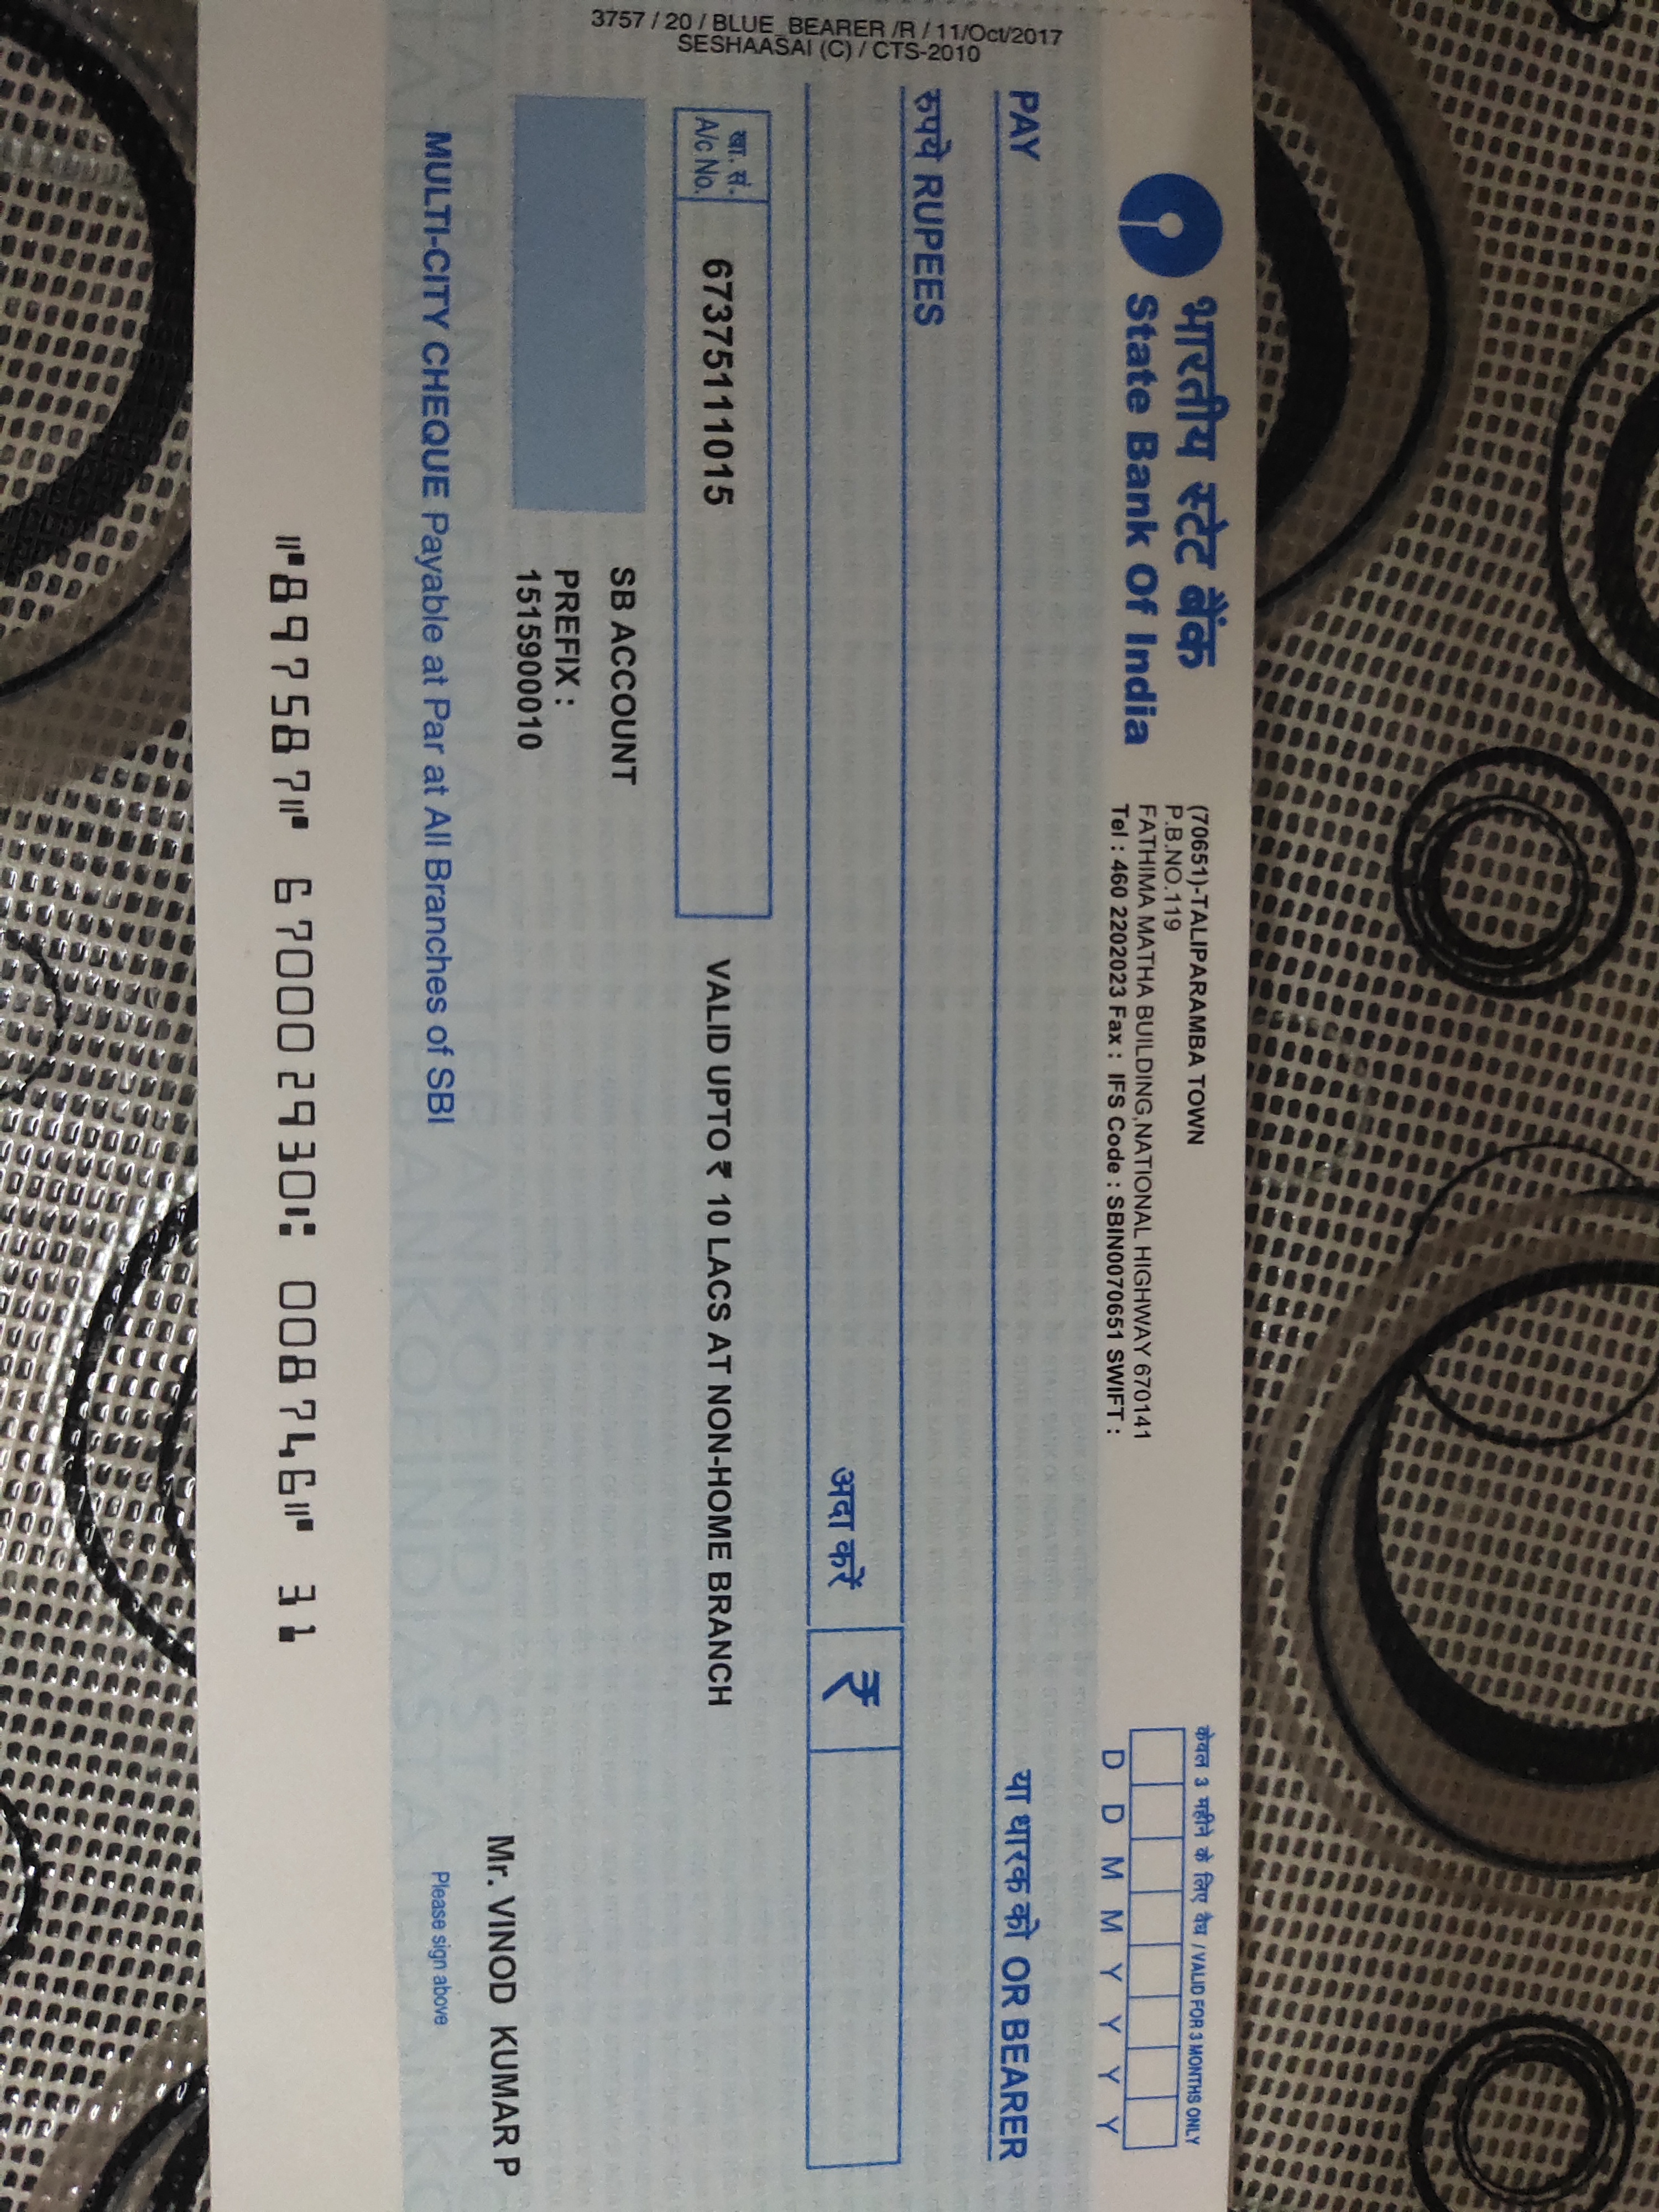 3757 / 20 / BLUE_BEARER /R / 11/Oct/2017
SESHAASAI (C) / CTS-2010
भारतीय स्टेट बैंक
State Bank Of India
(70651)-TALIPARAMBA TOWN
P.B.NO.119
FATHIMA MATHA BUILDING,NATIONAL HIGHWAY 670141
Tel : 460 2202023 Fax : IFS Code : SBIN0070651 SWIFT :
केवल 3 महीने के लिए वैध / VALID FOR 3 MONTHS ONLY
D D M M Y Y Y Y
PAY
या धारक को OR BEARER
रुपये RUPEES
अदा करें ₹
खा. सं.
A/c No.
67375111015
VALID UPTO ₹ 10 LACS AT NON-HOME BRANCH
SB ACCOUNT
PREFIX :
1515900010
Mr. VINOD KUMAR P
MULTI-CITY CHEQUE Payable at Par at All Branches of SBI
Please sign above
⑈897587⑈ 670002930⑆ 008746⑈ 31